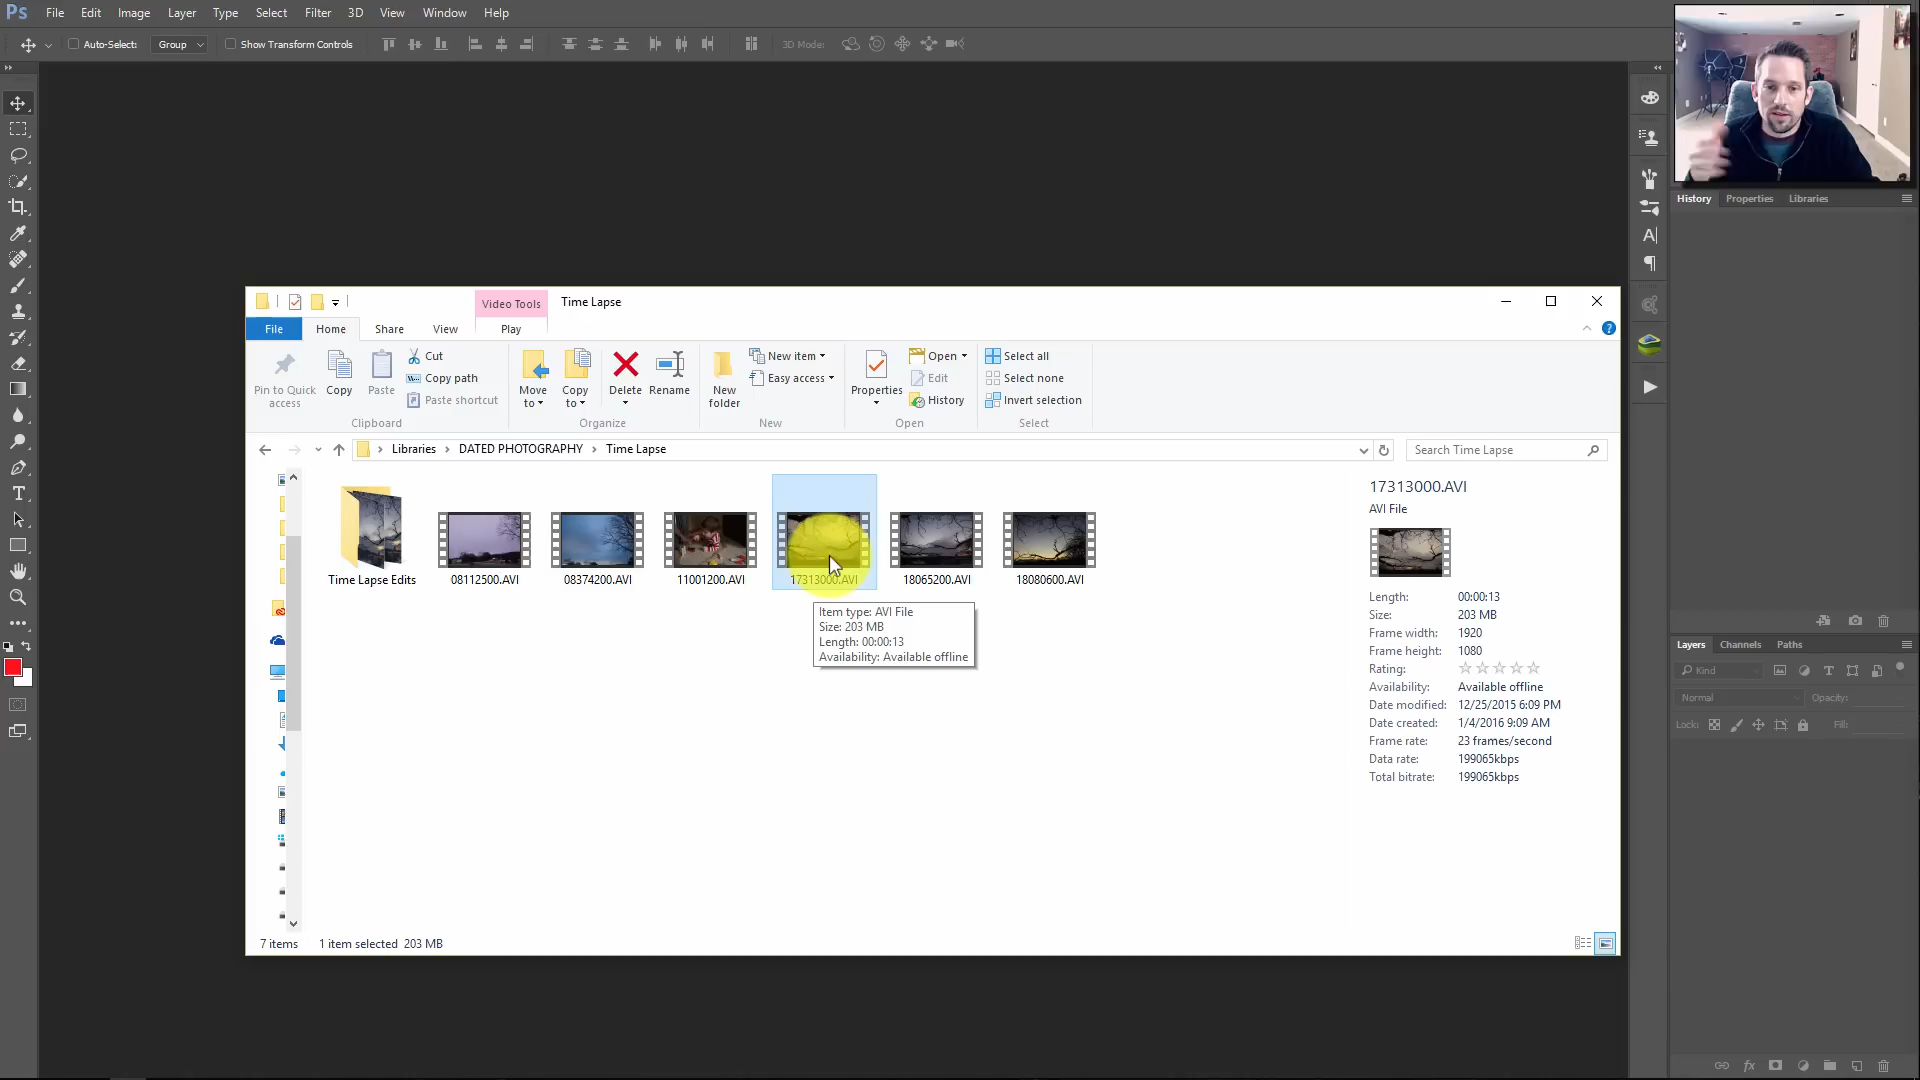 Ps File Edit Image Layer Type Select Filter 3D View Window Help
Auto-Select: Group Show Transform Controls 3D Mode:
History Properties Libraries
Video Tools Time Lapse
File Home Share View Play
Pin to Quick access
Copy
Paste
Cut
Copy path
Paste shortcut
Clipboard
Move to
Copy to
Delete
Rename
Organize
New folder
New item
Easy access
New
Properties
Open
Edit
History
Open
Select all
Select none
Invert selection
Select
Libraries DATED PHOTOGRAPHY Time Lapse
Search Time Lapse
Time Lapse Edits
08112500.AVI
08374200.AVI
11001200.AVI
17313000.AVI
18065200.AVI
18080600.AVI
Item type: AVI File
Size: 203 MB
Length: 00:00:13
Availability: Available offline
17313000.AVI
AVI File
Length: 00:00:13
Size: 203 MB
Frame width: 1920
Frame height: 1080
Rating:
Availability: Available offline
Date modified: 12/25/2015 6:09 PM
Date created: 1/4/2016 9:09 AM
Frame rate: 23 frames/second
Data rate: 199065kbps
Total bitrate: 199065kbps
7 items 1 item selected 203 MB
Layers Channels Paths
Kind
Normal Opacity:
Lock: Fill: